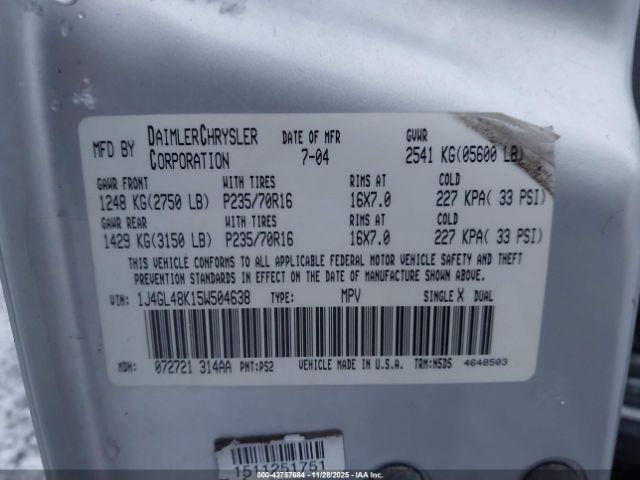 MFD BY DAIMLERCHRYSLER CORPORATION DATE OF MFR 7-04 GVWR 2541 KG(05600 LB)
GAWR FRONT WITH TIRES RIMS AT COLD
1248 KG(2750 LB) P235/70R16 16X7.0 227 KPA( 33 PSI)
GAWR REAR WITH TIRES RIMS AT COLD
1429 KG(3150 LB) P235/70R16 16X7.0 227 KPA( 33 PSI)
THIS VEHICLE CONFORMS TO ALL APPLICABLE FEDERAL MOTOR VEHICLE SAFETY AND THEFT
PREVENTION STANDARDS IN EFFECT ON THE DATE OF MANUFACTURE SHOWN ABOVE.
VIN: 1J4GL48K15W504638 TYPE: MPV SINGLE X DUAL
MDH: 072721 314AA PNT:PS2 VEHICLE MADE IN U.S.A. TRM:N5DS 4648503
1511251751
000-43757684 - 11/28/2025 - IAAI.COM